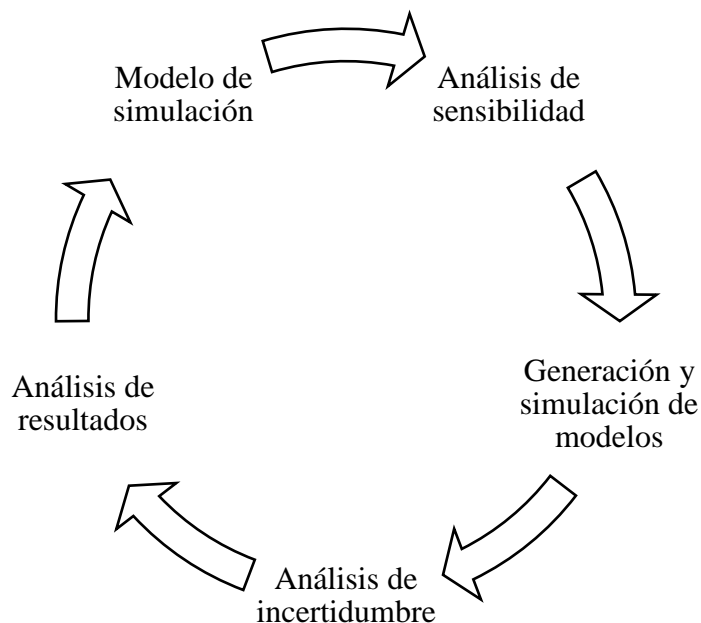 Modelo de
simulación
Análisis de
sensibilidad
Generación y
simulación de
modelos
Análisis de
incertidumbre
Análisis de
resultados